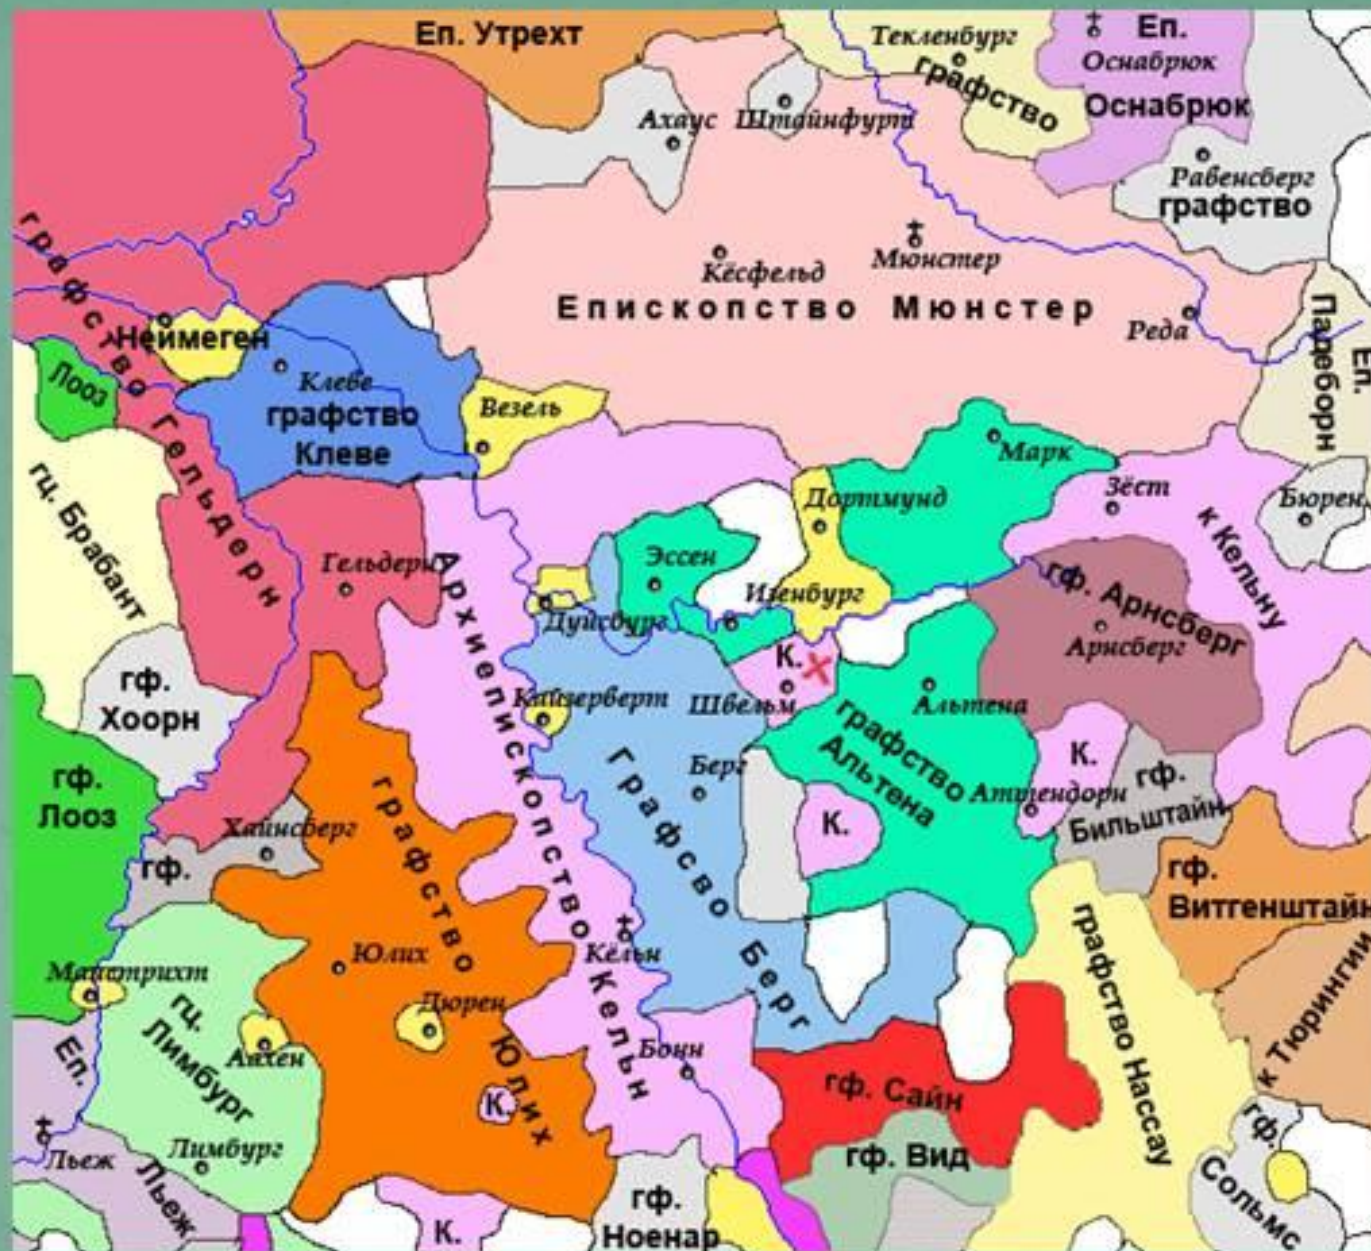 Еп. Утрехт
Текленбург
графство
Еп.
Оснабрюк
Оснабрюк
Ахаус
Штайнфурт
Рабенсберг
графство
Кёсфельд
Мюнстер
Епископство Мюнстер
Реда
Еп.
Падеборн
графство Гельдерн
Неймеген
Лооз
Клеве
графство
Клеве
Везель
Марк
Зёст
Бюрен
к Кельну
гц. Брабант
Дортмунд
Гельдерн
Эссен
Изенбург
Дуйсбург
гф. Арнсберг
Арнсберг
Архиепископство Кельн
К.
Швельм
Кайзерверт
гф.
Хоорн
Альтена
графство
Альтена
Берг
Графсво Берг
К.
Аттендорн
гф.
Бильштайн
гф.
Лооз
графство Юлих
Хайнсберг
гф.
К.
гф.
Витгенштайн
Кёльн
Юлих
Маастрихт
гц.
Лимбург
Аахен
Дюрен
Бонн
К.
графство Нассау
к Тюрингии
гф. Сайн
гф. Вид
Еп.
Льеж
Льеж
Лимбург
гф.
Сольмс
К.
гф.
Ноенар